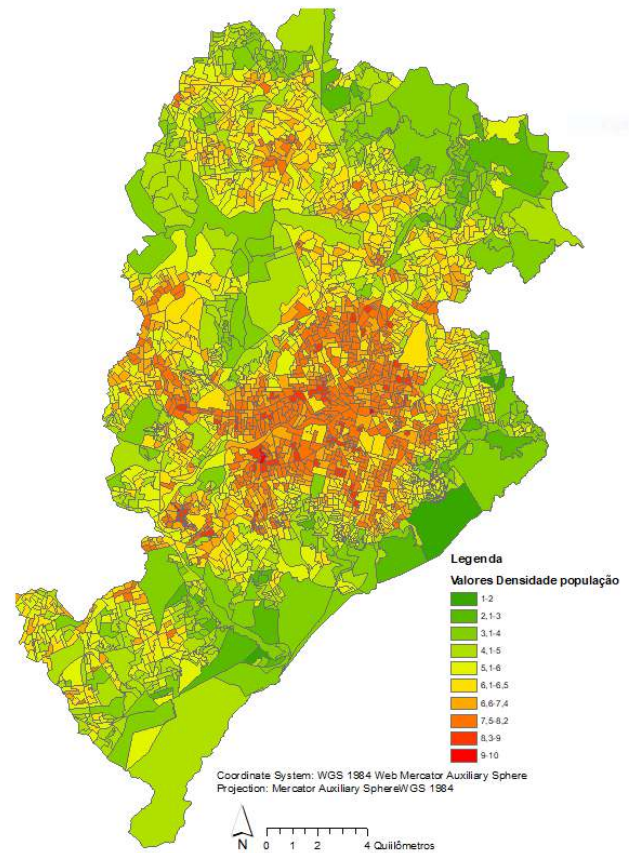 Legenda
Valores Densidade população
1-2
2,1-3
3,1-4
4,1-5
5,1-6
6,1-6,5
6,6-7,4
7,5-8,2
8,3-9
9-10
Coordinate System: WGS 1984 Web Mercator Auxiliary Sphere
Projection: Mercator Auxiliary SphereWGS 1984
N 0 1 2 4 Quilômetros